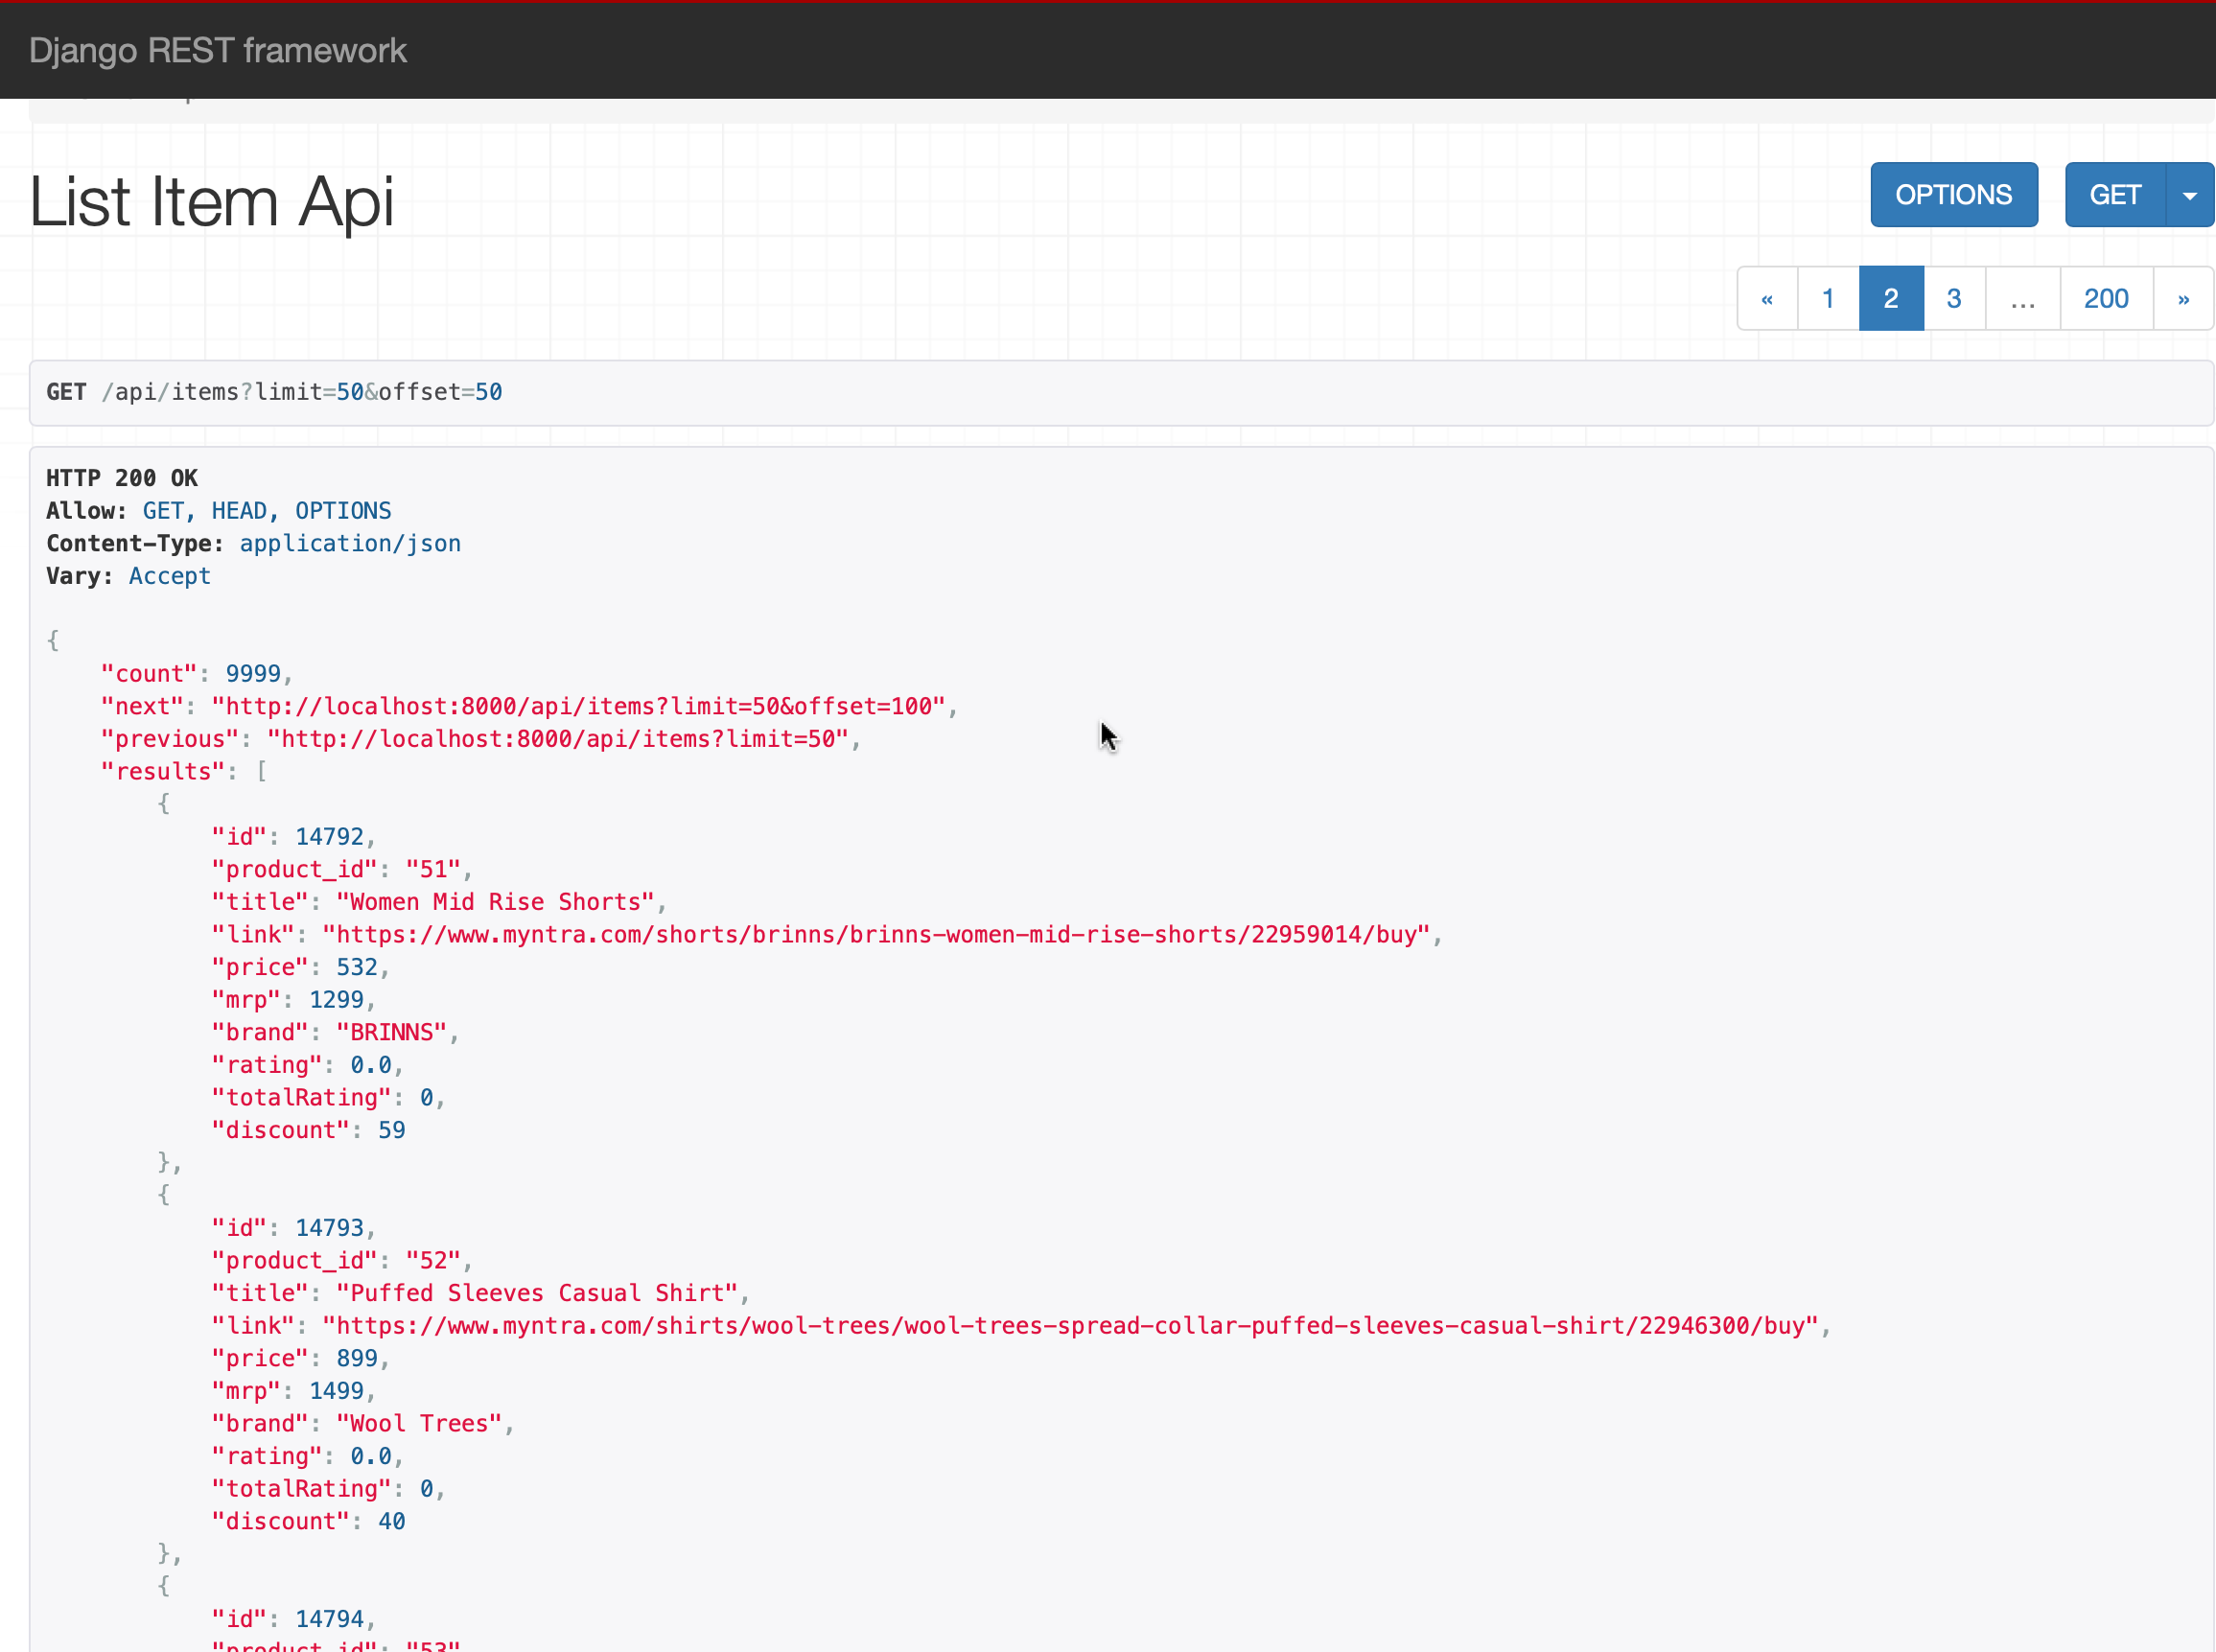 Django REST framework
List Item Api
OPTIONS
GET
« 1 2 3 … 200 »
GET /api/items?limit=50&offset=50
HTTP 200 OK
Allow: GET, HEAD, OPTIONS
Content-Type: application/json
Vary: Accept
{
    "count": 9999,
    "next": "http://localhost:8000/api/items?limit=50&offset=100",
    "previous": "http://localhost:8000/api/items?limit=50",
    "results": [
        {
            "id": 14792,
            "product_id": "51",
            "title": "Women Mid Rise Shorts",
            "link": "https://www.myntra.com/shorts/brinns/brinns-women-mid-rise-shorts/22959014/buy",
            "price": 532,
            "mrp": 1299,
            "brand": "BRINNS",
            "rating": 0.0,
            "totalRating": 0,
            "discount": 59
        },
        {
            "id": 14793,
            "product_id": "52",
            "title": "Puffed Sleeves Casual Shirt",
            "link": "https://www.myntra.com/shirts/wool-trees/wool-trees-spread-collar-puffed-sleeves-casual-shirt/22946300/buy",
            "price": 899,
            "mrp": 1499,
            "brand": "Wool Trees",
            "rating": 0.0,
            "totalRating": 0,
            "discount": 40
        },
        {
            "id": 14794,
            "product_id": "53"